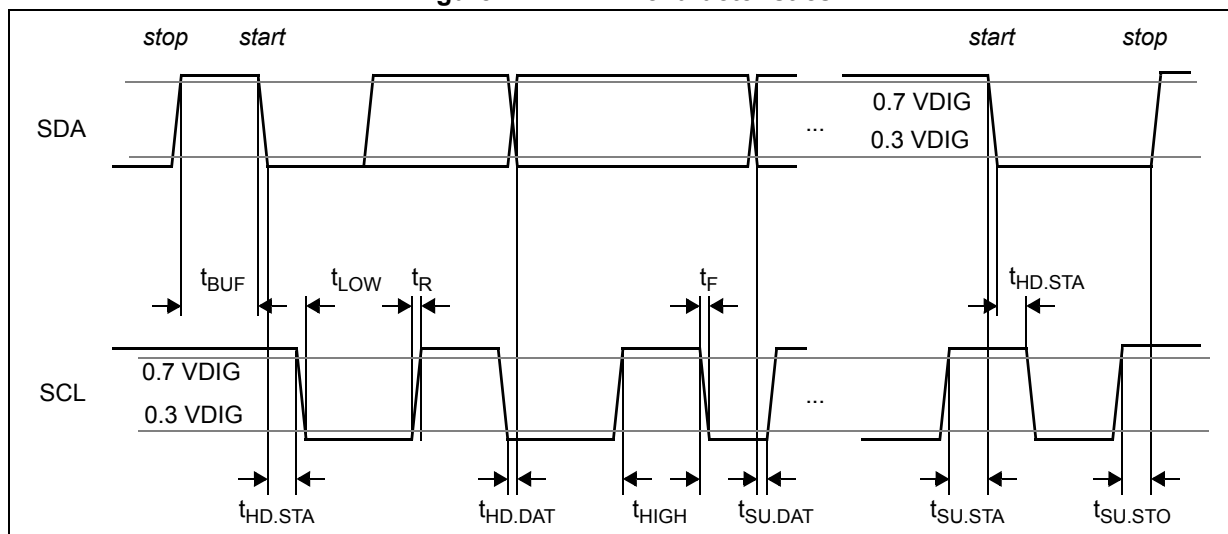 stop start start stop
SDA
0.7 VDIG
0.3 VDIG
...
tBUF tLOW tR tF tHD.STA
0.7 VDIG
SCL
0.3 VDIG
...
tHD.STA tHD.DAT tHIGH tSU.DAT tSU.STA tSU.STO